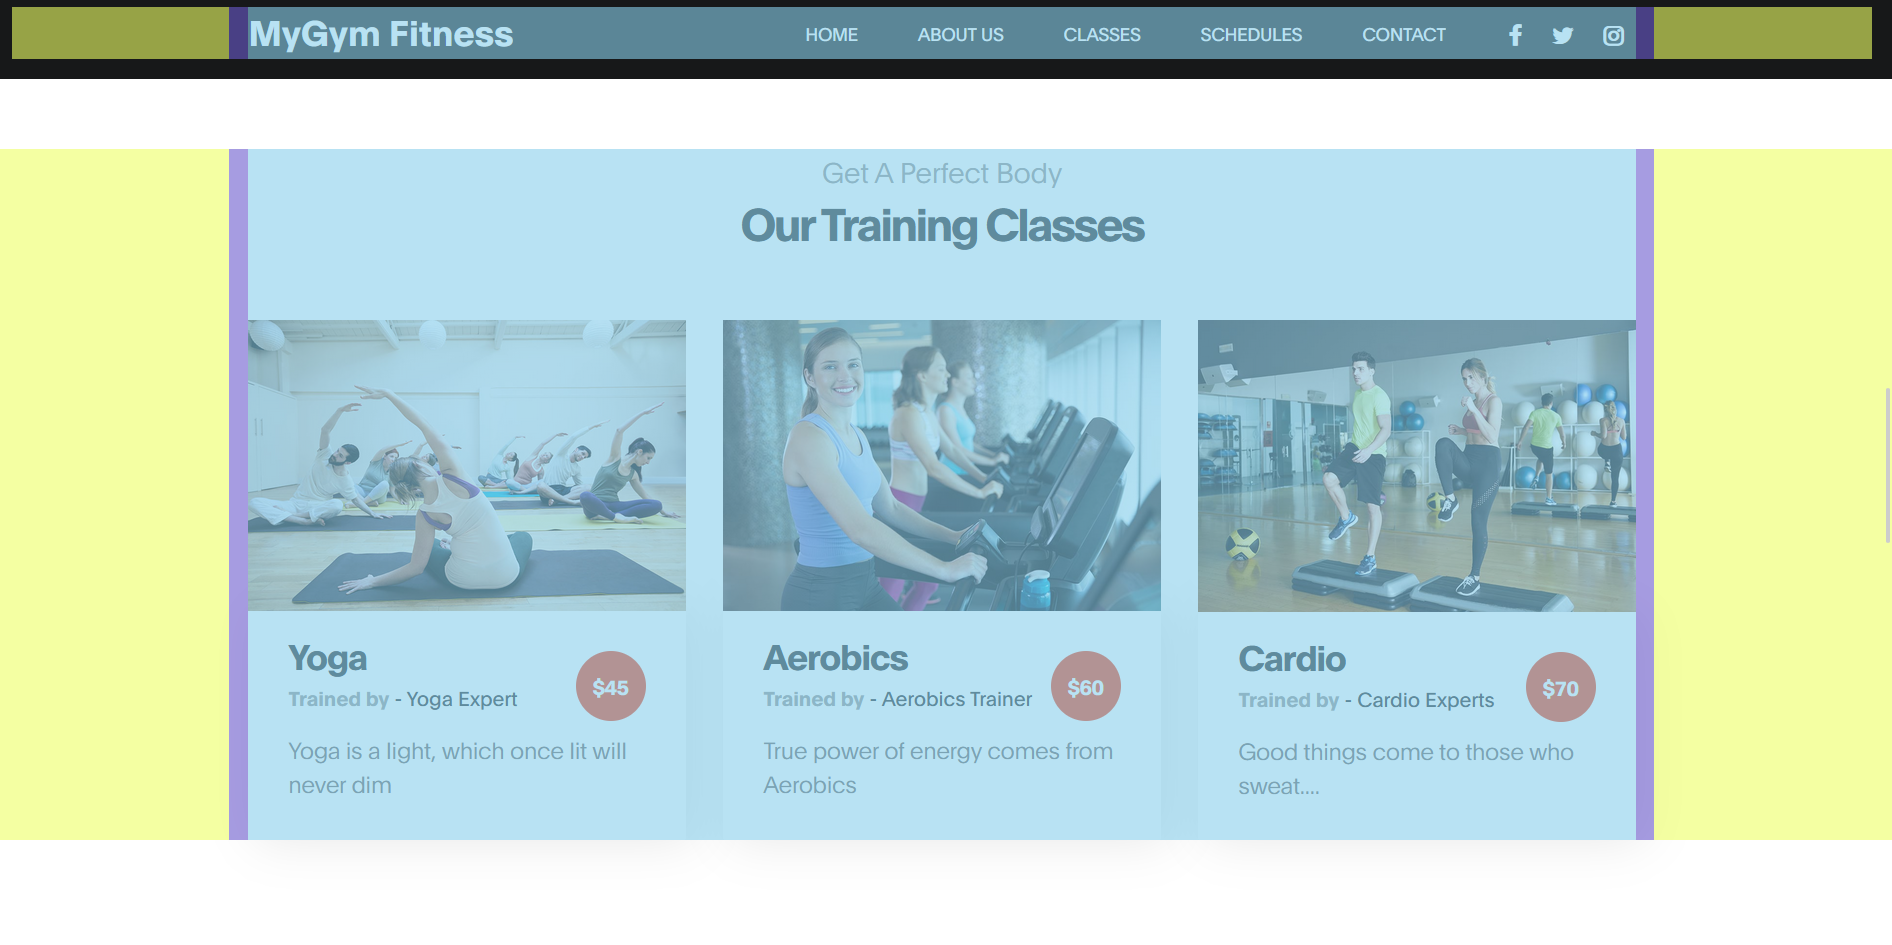 MyGym Fitness HOME ABOUT US CLASSES SCHEDULES CONTACT
Get A Perfect Body
Our Training Classes
Yoga
Trained by - Yoga Expert
$45
Yoga is a light, which once lit will
never dim
Aerobics
Trained by - Aerobics Trainer
$60
True power of energy comes from
Aerobics
Cardio
Trained by - Cardio Experts
$70
Good things come to those who
sweat....